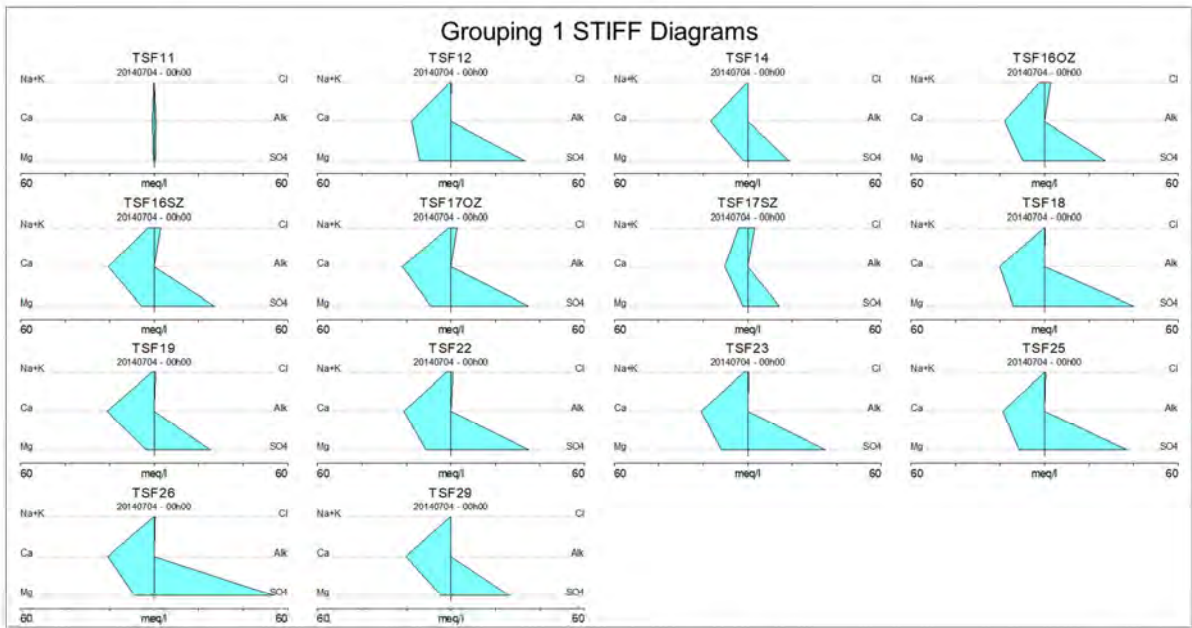 Grouping 1 STIFF Diagrams
TSF11 TSF12 TSF14 TSF16OZ
20140704 - 00h00 20140704 - 00h00 20140704 - 00h00 20140704 - 00h00
Na+K Cl Na+K Cl Na+K Cl Na+K Cl
Ca Alk Ca Alk Ca Alk Ca Alk
Mg SO4 Mg SO4 Mg SO4 Mg SO4
60 meq/l 60 60 meq/l 60 60 meq/l 60 60 meq/l 60
TSF16SZ TSF17OZ TSF17SZ TSF18
20140704 - 00h00 20140704 - 00h00 20140704 - 00h00 20140704 - 00h00
Na+K Cl Na+K Cl Na+K Cl Na+K Cl
Ca Alk Ca Alk Ca Alk Ca Alk
Mg SO4 Mg SO4 Mg SO4 Mg SO4
60 meq/l 60 60 meq/l 60 60 meq/l 60 60 meq/l 60
TSF19 TSF22 TSF23 TSF25
20140704 - 00h00 20140704 - 00h00 20140704 - 00h00 20140704 - 00h00
Na+K Cl Na+K Cl Na+K Cl Na+K Cl
Ca Alk Ca Alk Ca Alk Ca Alk
Mg SO4 Mg SO4 Mg SO4 Mg SO4
60 meq/l 60 60 meq/l 60 60 meq/l 60 60 meq/l 60
TSF26 TSF29
20140704 - 00h00 20140704 - 00h00
Na+K Cl Na+K Cl
Ca Alk Ca Alk
Mg SO4 Mg SO4
60 meq/l 60 60 meq/l 60